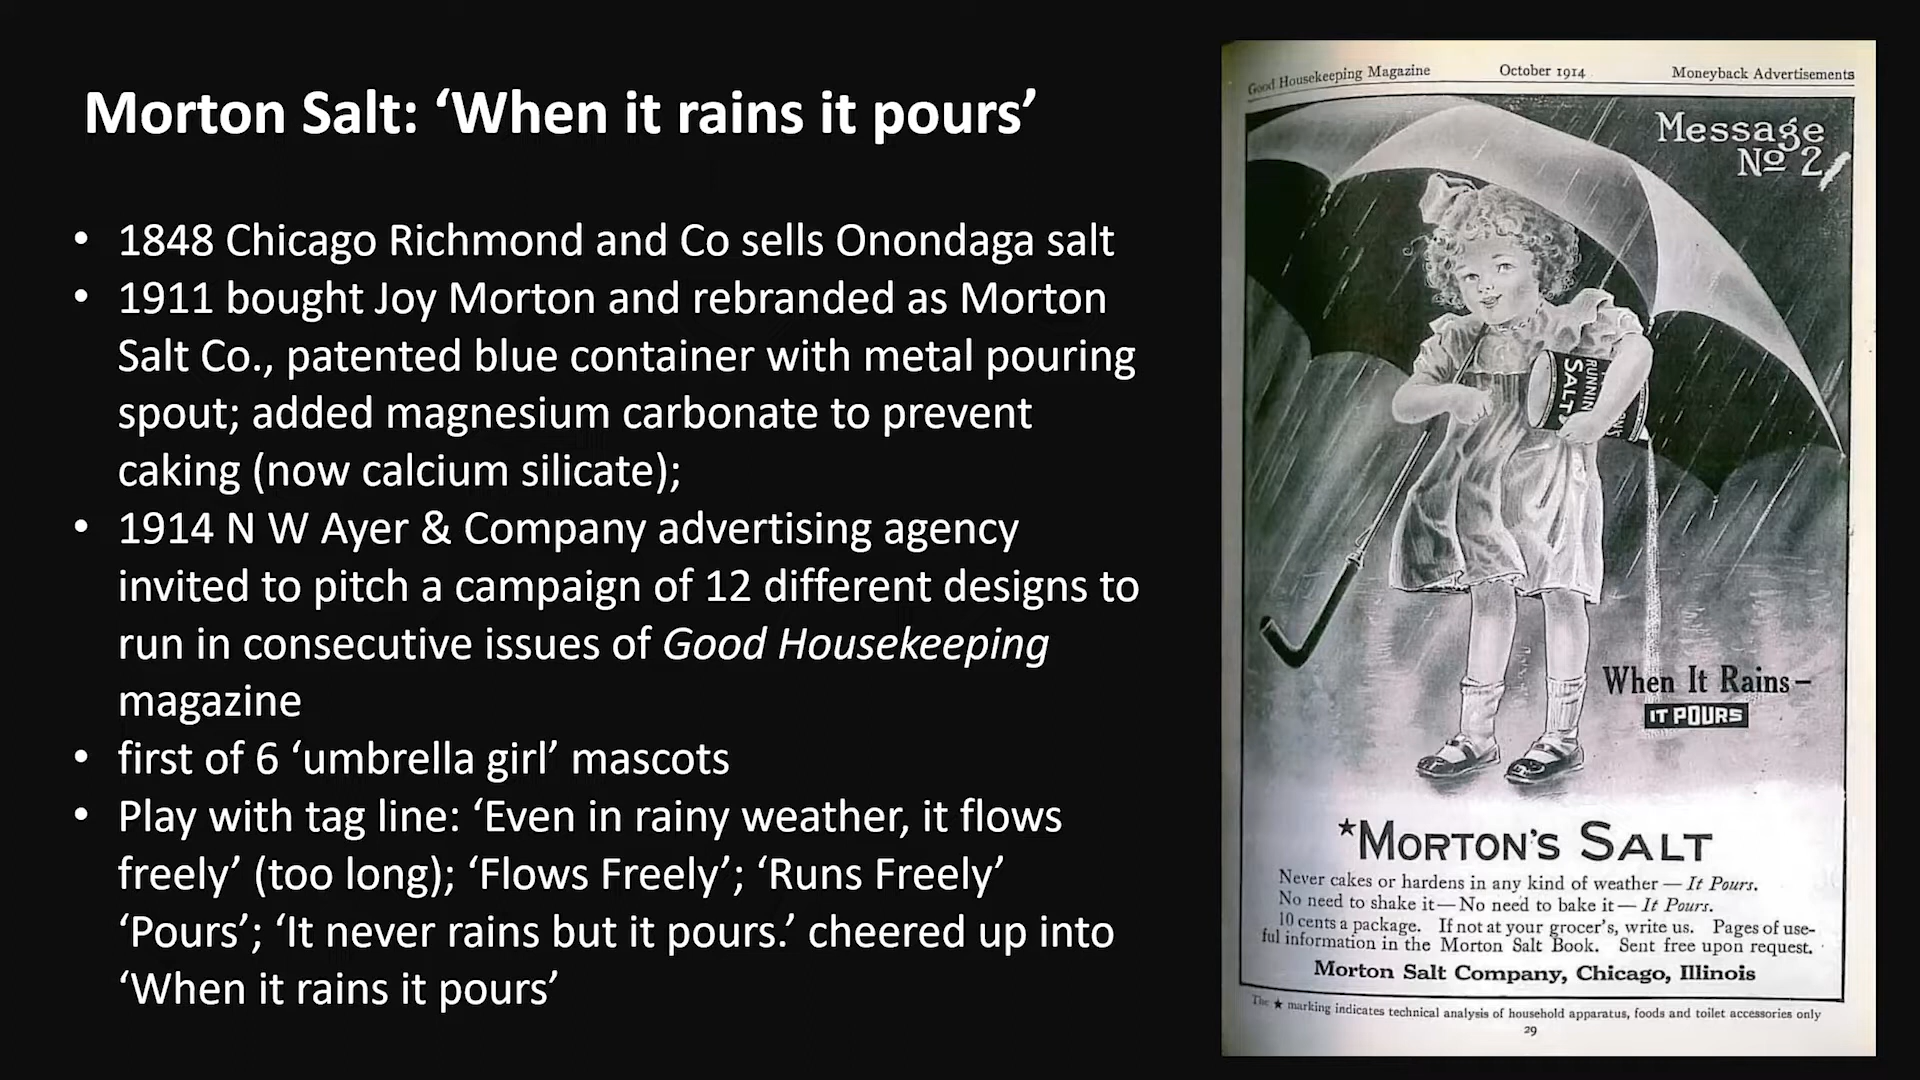 Morton Salt: ‘When it rains it pours’
• 1848 Chicago Richmond and Co sells Onondaga salt
• 1911 bought Joy Morton and rebranded as Morton
Salt Co., patented blue container with metal pouring
spout; added magnesium carbonate to prevent
caking (now calcium silicate);
• 1914 N W Ayer & Company advertising agency
invited to pitch a campaign of 12 different designs to
run in consecutive issues of Good Housekeeping
magazine
• first of 6 ‘umbrella girl’ mascots
• Play with tag line: ‘Even in rainy weather, it flows
freely’ (too long); ‘Flows Freely’; ‘Runs Freely’
‘Pours’; ‘It never rains but it pours.’ cheered up into
‘When it rains it pours’
Good Housekeeping Magazine October 1914 Moneyback Advertisements
Message
No 2
SALT
When It Rains—
IT POURS
*MORTON'S SALT
Never cakes or hardens in any kind of weather — It Pours.
No need to shake it—No need to bake it— It Pours.
10 cents a package. If not at your grocer's, write us. Pages of use-
ful information in the Morton Salt Book. Sent free upon request.
Morton Salt Company, Chicago, Illinois
The ★ marking indicates technical analysis of household apparatus, foods and toilet accessories only
29